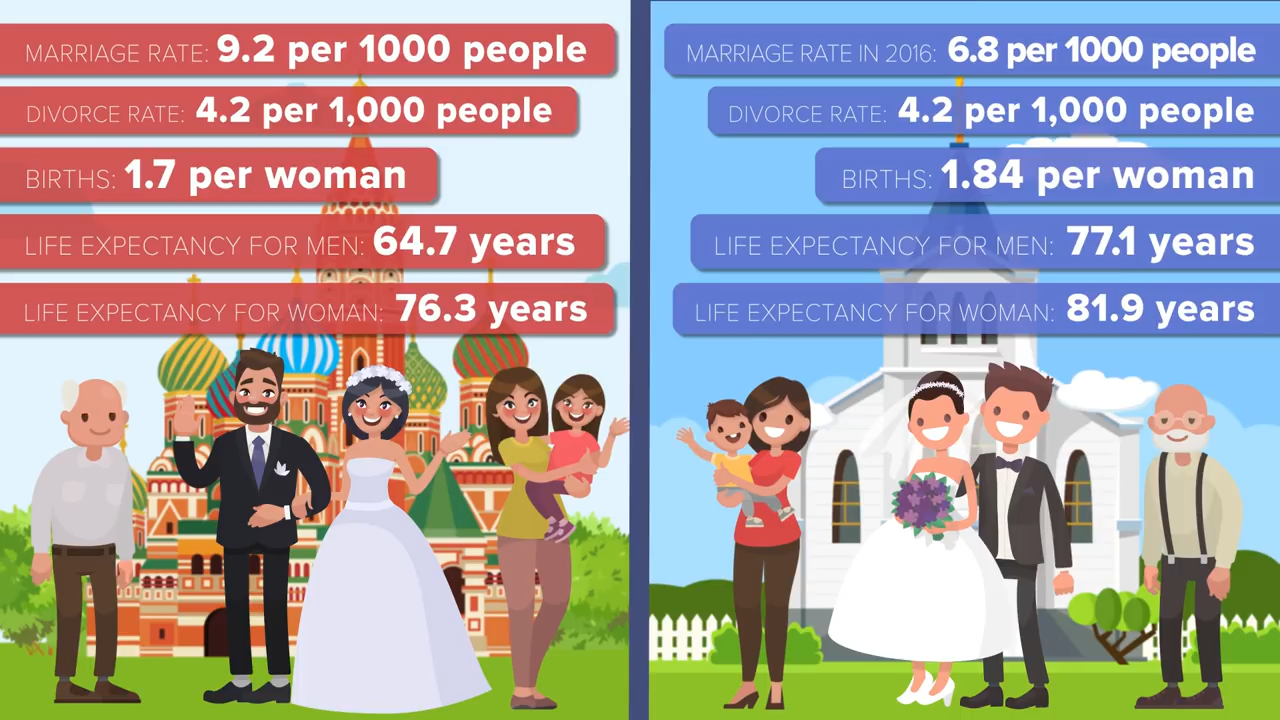 MARRIAGE RATE: 9.2 per 1000 people
DIVORCE RATE: 4.2 per 1,000 people
BIRTHS: 1.7 per woman
LIFE EXPECTANCY FOR MEN: 64.7 years
LIFE EXPECTANCY FOR WOMAN: 76.3 years
MARRIAGE RATE IN 2016: 6.8 per 1000 people
DIVORCE RATE: 4.2 per 1,000 people
BIRTHS: 1.84 per woman
LIFE EXPECTANCY FOR MEN: 77.1 years
LIFE EXPECTANCY FOR WOMAN: 81.9 years